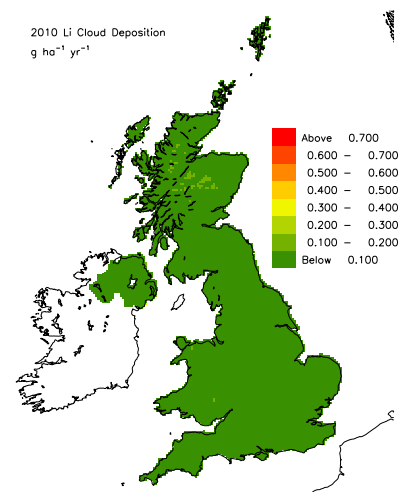 2010 Li Cloud Deposition
g ha⁻¹ yr⁻¹
Above 0.700
0.600 – 0.700
0.500 – 0.600
0.400 – 0.500
0.300 – 0.400
0.200 – 0.300
0.100 – 0.200
Below 0.100